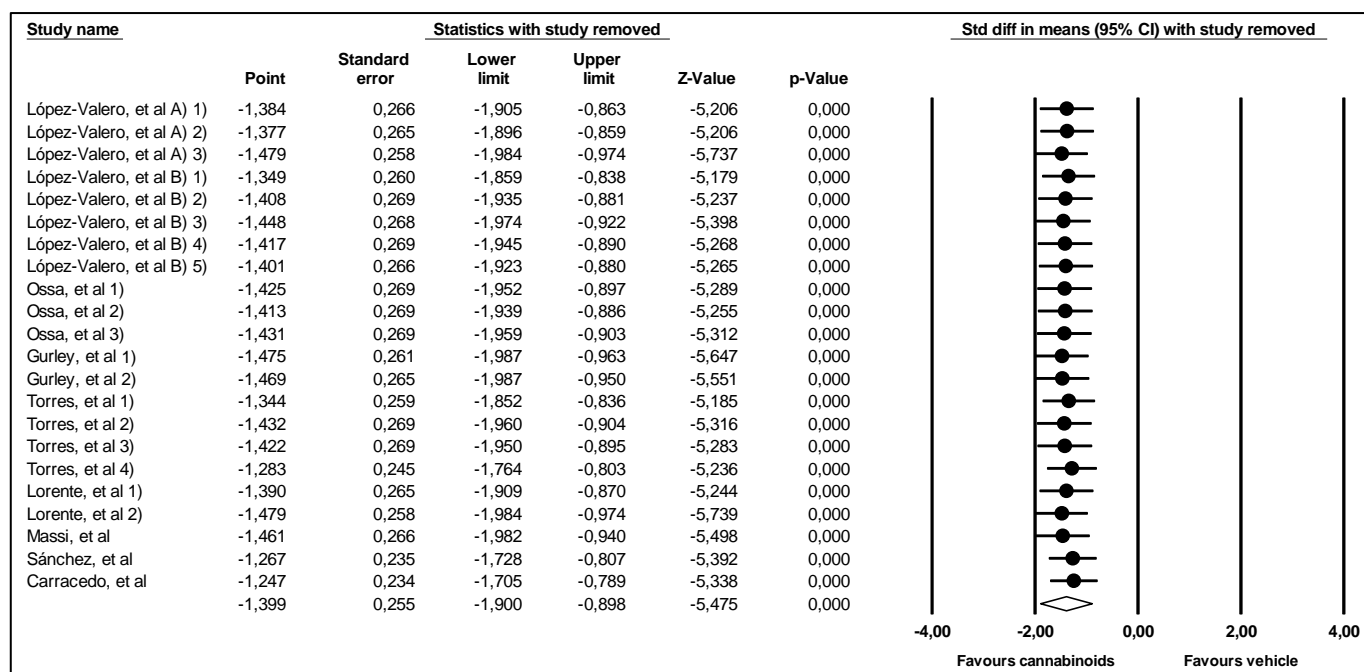 Study name Statistics with study removed Std diff in means (95% CI) with study removed
Standard Lower Upper
Point error limit limit Z-Value p-Value
López-Valero, et al A) 1) -1,384 0,266 -1,905 -0,863 -5,206 0,000
López-Valero, et al A) 2) -1,377 0,265 -1,896 -0,859 -5,206 0,000
López-Valero, et al A) 3) -1,479 0,258 -1,984 -0,974 -5,737 0,000
López-Valero, et al B) 1) -1,349 0,260 -1,859 -0,838 -5,179 0,000
López-Valero, et al B) 2) -1,408 0,269 -1,935 -0,881 -5,237 0,000
López-Valero, et al B) 3) -1,448 0,268 -1,974 -0,922 -5,398 0,000
López-Valero, et al B) 4) -1,417 0,269 -1,945 -0,890 -5,268 0,000
López-Valero, et al B) 5) -1,401 0,266 -1,923 -0,880 -5,265 0,000
Ossa, et al 1) -1,425 0,269 -1,952 -0,897 -5,289 0,000
Ossa, et al 2) -1,413 0,269 -1,939 -0,886 -5,255 0,000
Ossa, et al 3) -1,431 0,269 -1,959 -0,903 -5,312 0,000
Gurley, et al 1) -1,475 0,261 -1,987 -0,963 -5,647 0,000
Gurley, et al 2) -1,469 0,265 -1,987 -0,950 -5,551 0,000
Torres, et al 1) -1,344 0,259 -1,852 -0,836 -5,185 0,000
Torres, et al 2) -1,432 0,269 -1,960 -0,904 -5,316 0,000
Torres, et al 3) -1,422 0,269 -1,950 -0,895 -5,283 0,000
Torres, et al 4) -1,283 0,245 -1,764 -0,803 -5,236 0,000
Lorente, et al 1) -1,390 0,265 -1,909 -0,870 -5,244 0,000
Lorente, et al 2) -1,479 0,258 -1,984 -0,974 -5,739 0,000
Massi, et al -1,461 0,266 -1,982 -0,940 -5,498 0,000
Sánchez, et al -1,267 0,235 -1,728 -0,807 -5,392 0,000
Carracedo, et al -1,247 0,234 -1,705 -0,789 -5,338 0,000
-1,399 0,255 -1,900 -0,898 -5,475 0,000
-4,00 -2,00 0,00 2,00 4,00
Favours cannabinoids Favours vehicle